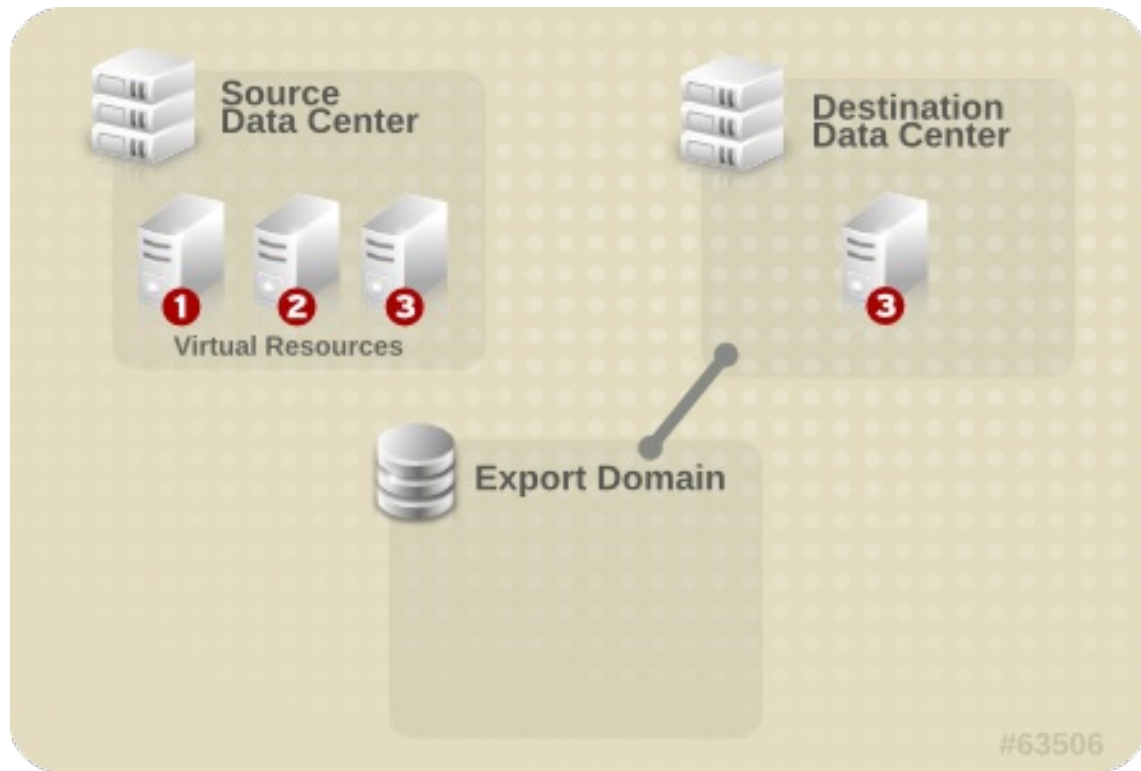 Source
Data Center
Destination
Data Center
1
2
3
Virtual Resources
3
Export Domain
#63506